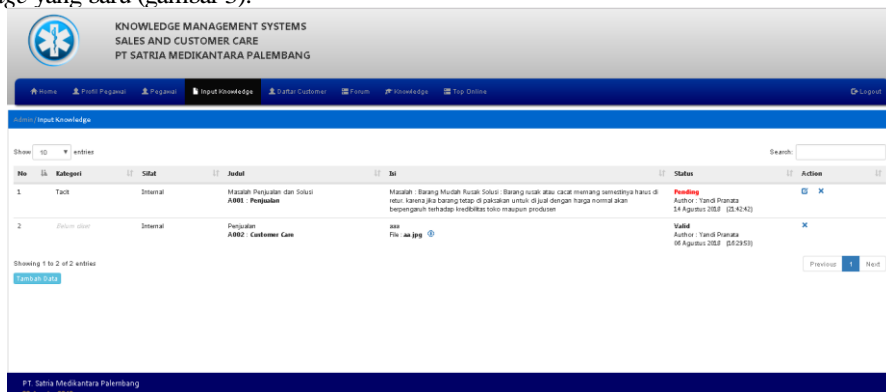 yang baru (gambar 3).
KNOWLEDGE MANAGEMENT SYSTEMS
SALES AND CUSTOMER CARE
PT SATRIA MEDIKANTARA PALEMBANG
Home Profil Pegawai Pegawai Input Knowledge Daftar Customer Forum Knowledge Top Online Logout
Admin / Input Knowledge
Show 10 entries Search:
No Kategori Sifat Judul Isi Status Action
1 Tacit Internal Masalah Penjualan dan Solusi Masalah : Barang Mudah Rusak Solusi : Barang rusak atau cacat memang semestinya harus di Pending
A001 : Penjualan retur. karena jika barang tetap di paksakan untuk di jual dengan harga normal akan Author : Yandi Pranata
berpengaruh terhadap kredibilitas toko maupun produsen 14 Agustus 2018 (21:42:42)
2 Belum diset Internal Penjualan aaa Valid
A002 : Customer Care File : aa.jpg Author : Yandi Pranata
06 Agustus 2018 (18:29:53)
Showing 1 to 2 of 2 entries Previous 1 Next
Tambah Data
PT. Satria Medikantara Palembang